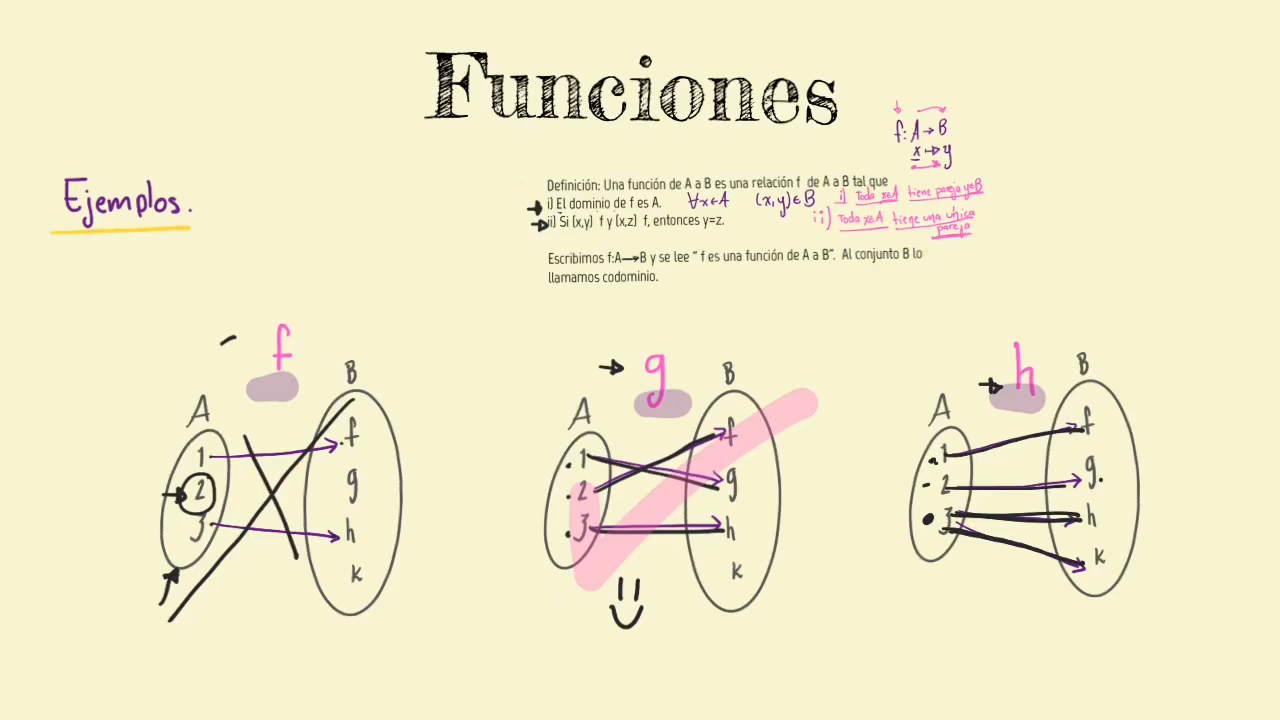 Funciones
f: A → B
x ↦ y
Ejemplos.
Definición: Una función de A a B es una relación f de A a B tal que
i) El dominio de f es A. ∀x∈A (x,y)∈B i) Todo x∈A tiene pareja y∈B
ii) Si (x,y) f y (x,z) f, entonces y=z. ii) Todo x∈A tiene una única
pareja
Escribimos f:A→B y se lee “ f es una función de A a B”. Al conjunto B lo
llamamos codominio.
f
A B
1 f
2 g
3 h
k
g
A B
1 f
2 g
3 h
k
h
A B
1 f
2 g.
3 h
k